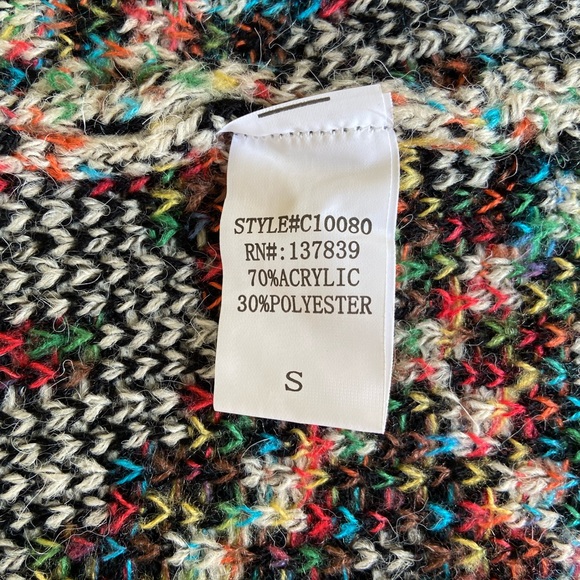 STYLE#C10080
RN#:137839
70%ACRYLIC
30%POLYESTER
S